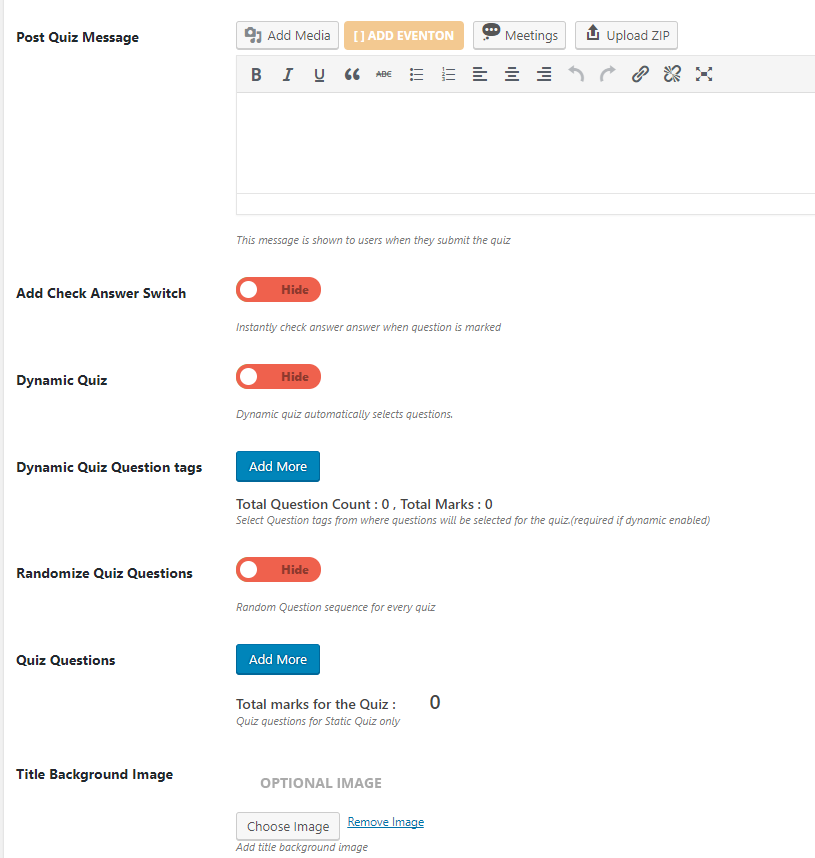 Post Quiz Message
Add Media
[ ] ADD EVENTON
Meetings
Upload ZIP
B I U ABC
This message is shown to users when they submit the quiz
Add Check Answer Switch
Hide
Instantly check answer answer when question is marked
Dynamic Quiz
Hide
Dynamic quiz automatically selects questions.
Dynamic Quiz Question tags
Add More
Total Question Count : 0 , Total Marks : 0
Select Question tags from where questions will be selected for the quiz.(required if dynamic enabled)
Randomize Quiz Questions
Hide
Random Question sequence for every quiz
Quiz Questions
Add More
Total marks for the Quiz : 0
Quiz questions for Static Quiz only
Title Background Image
OPTIONAL IMAGE
Choose Image
Remove Image
Add title background image